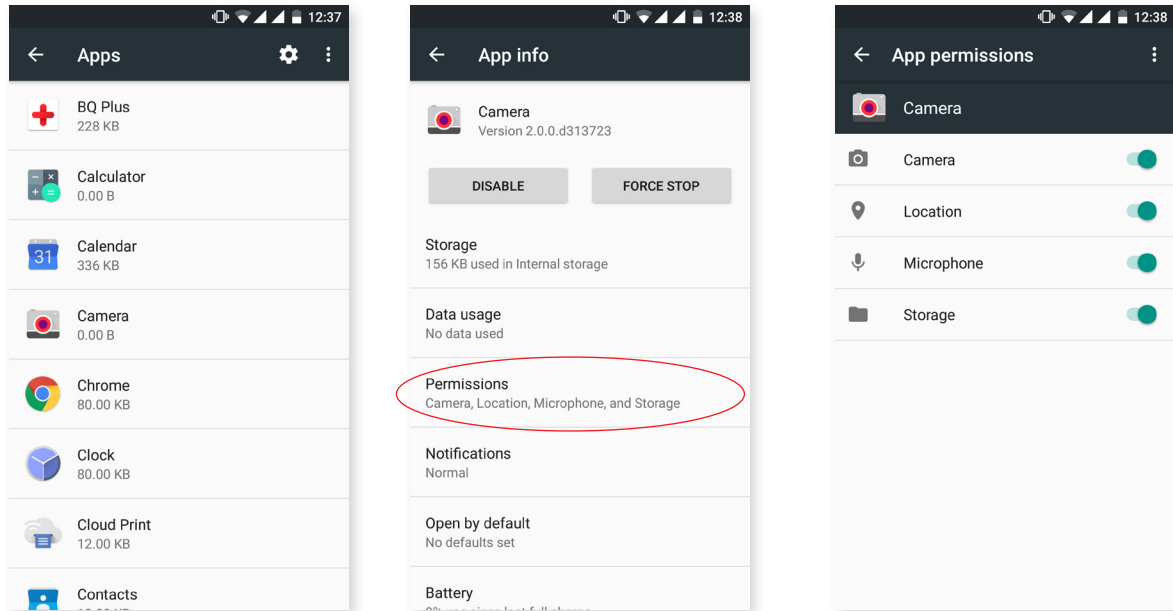 12:37
Apps
BQ Plus
228 KB
Calculator
0.00 B
31
Calendar
336 KB
Camera
0.00 B
Chrome
80.00 KB
Clock
80.00 KB
Cloud Print
12.00 KB
Contacts
12:38
App info
Camera
Version 2.0.0.d313723
DISABLE
FORCE STOP
Storage
156 KB used in Internal storage
Data usage
No data used
Permissions
Camera, Location, Microphone, and Storage
Notifications
Normal
Open by default
No defaults set
Battery
12:38
App permissions
Camera
Camera
Location
Microphone
Storage